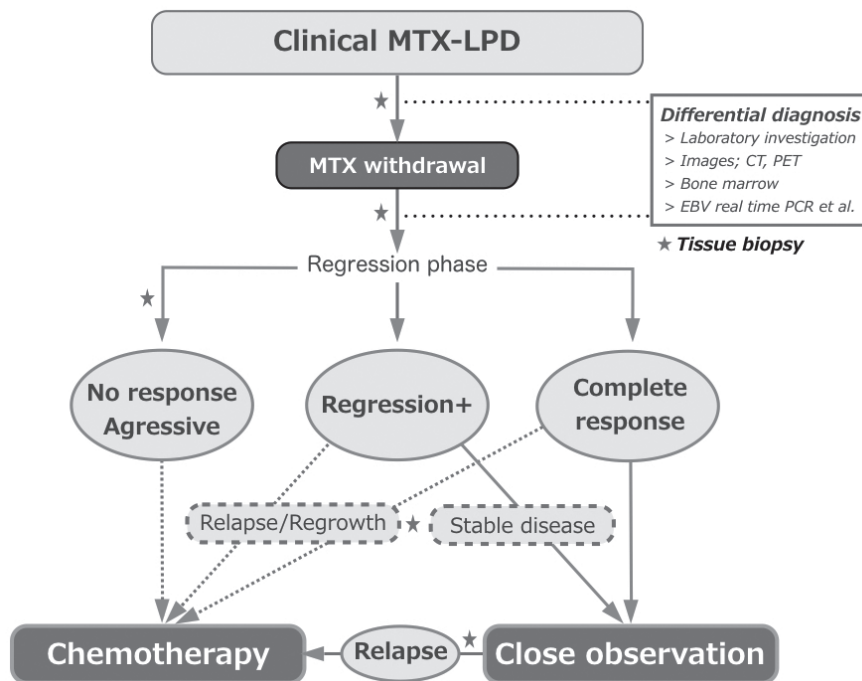 Clinical MTX-LPD
★
Differential diagnosis
> Laboratory investigation
> Images; CT, PET
> Bone marrow
> EBV real time PCR et al.
MTX withdrawal
★
★ Tissue biopsy
Regression phase
★
No response
Agressive
Regression+
Complete
response
Relapse/Regrowth
★
Stable disease
Chemotherapy
Relapse
★
Close observation